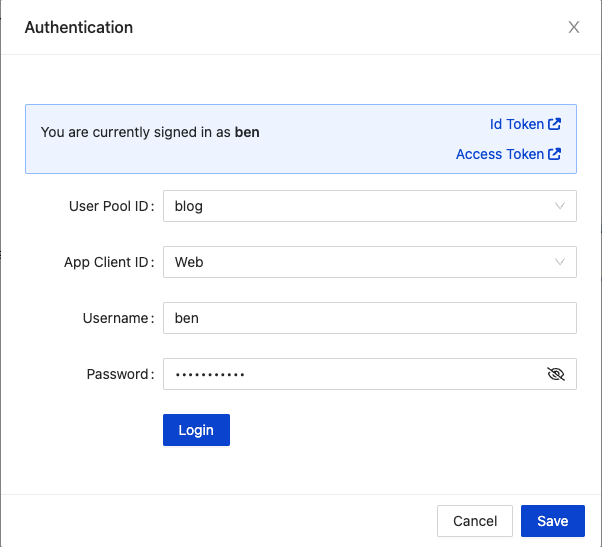 Authentication
You are currently signed in as ben
Id Token
Access Token
User Pool ID: blog
App Client ID: Web
Username: ben
Password: •••••••••••
Login
Cancel Save